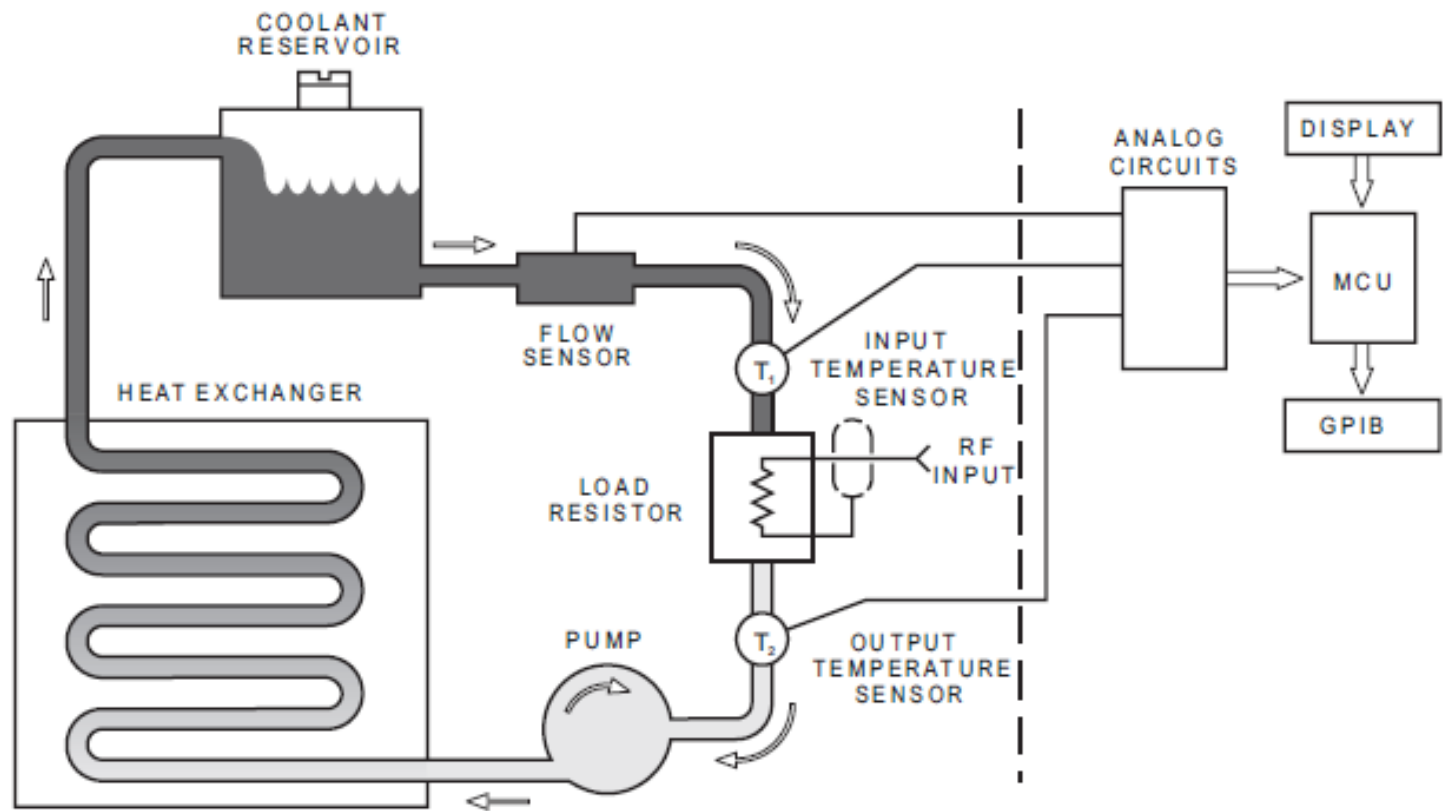 COOLANT
RESERVOIR
ANALOG
CIRCUITS
DISPLAY
MCU
GPIB
FLOW
SENSOR
T₁
INPUT
TEMPERATURE
SENSOR
HEAT EXCHANGER
LOAD
RESISTOR
RF
INPUT
PUMP
T₂
OUTPUT
TEMPERATURE
SENSOR